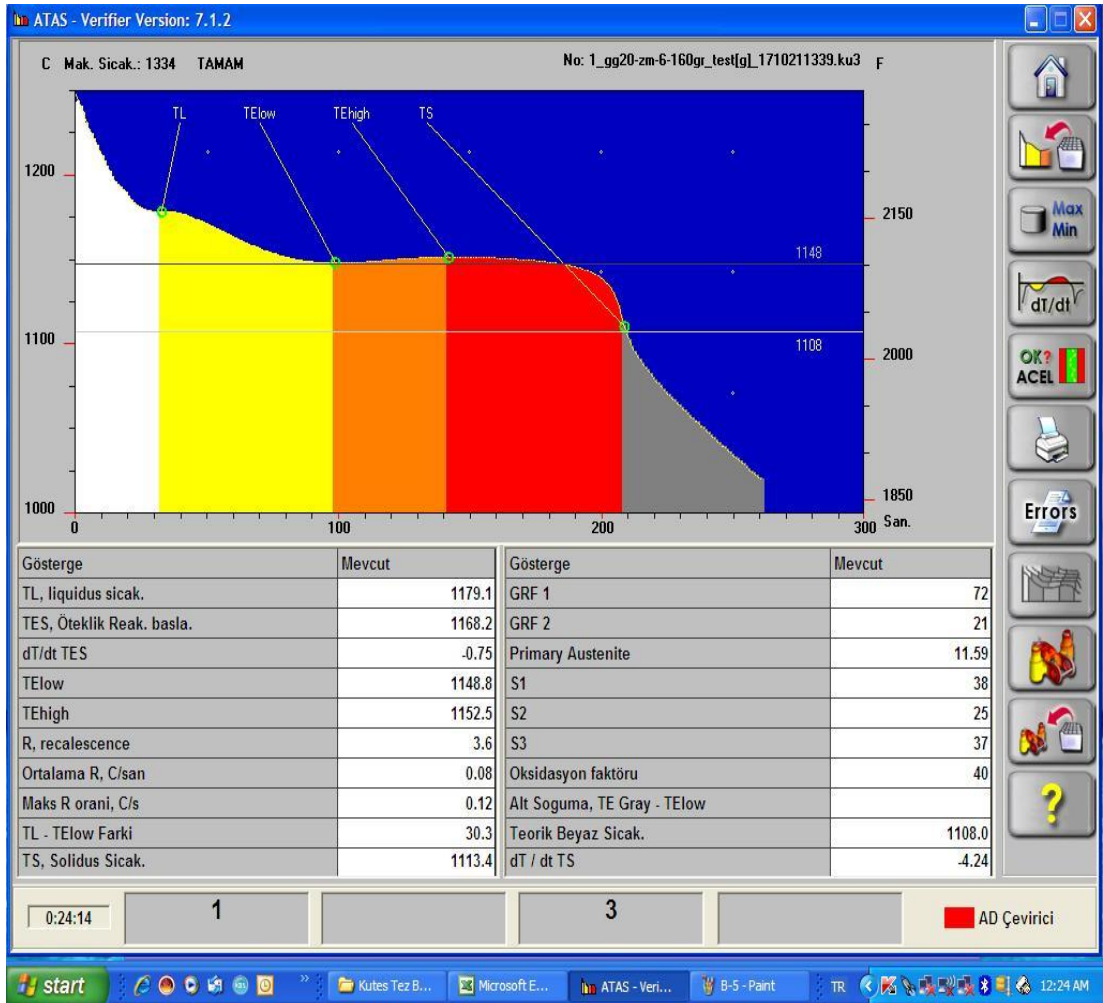 ATAS - Verifier Version: 7.1.2
C Mak. Sicak.: 1334 TAMAM No: 1_gg20-zm-6-160gr_test[g]_1710211339.ku3 F
TL TElow TEhigh TS
1200
2150
1148
1100
1108
2000
1000
1850
0 100 200 300 San.
Max
Min
dT/dt
OK?
ACEL
Errors
?
Gösterge Mevcut Gösterge Mevcut
TL, liquidus sicak. 1179.1 GRF 1 72
TES, Öteklik Reak. basla. 1168.2 GRF 2 21
dT/dt TES -0.75 Primary Austenite 11.59
TElow 1148.8 S1 38
TEhigh 1152.5 S2 25
R, recalescence 3.6 S3 37
Ortalama R, C/san 0.08 Oksidasyon faktöru 40
Maks R orani, C/s 0.12 Alt Soguma, TE Gray - TElow
TL - TElow Farki 30.3 Teorik Beyaz Sicak. 1108.0
TS, Solidus Sicak. 1113.4 dT / dt TS -4.24
0:24:14 1 3 AD Çevirici
start » Kutes Tez B... Microsoft E... ATAS - Veri... B-5 - Paint TR 12:24 AM